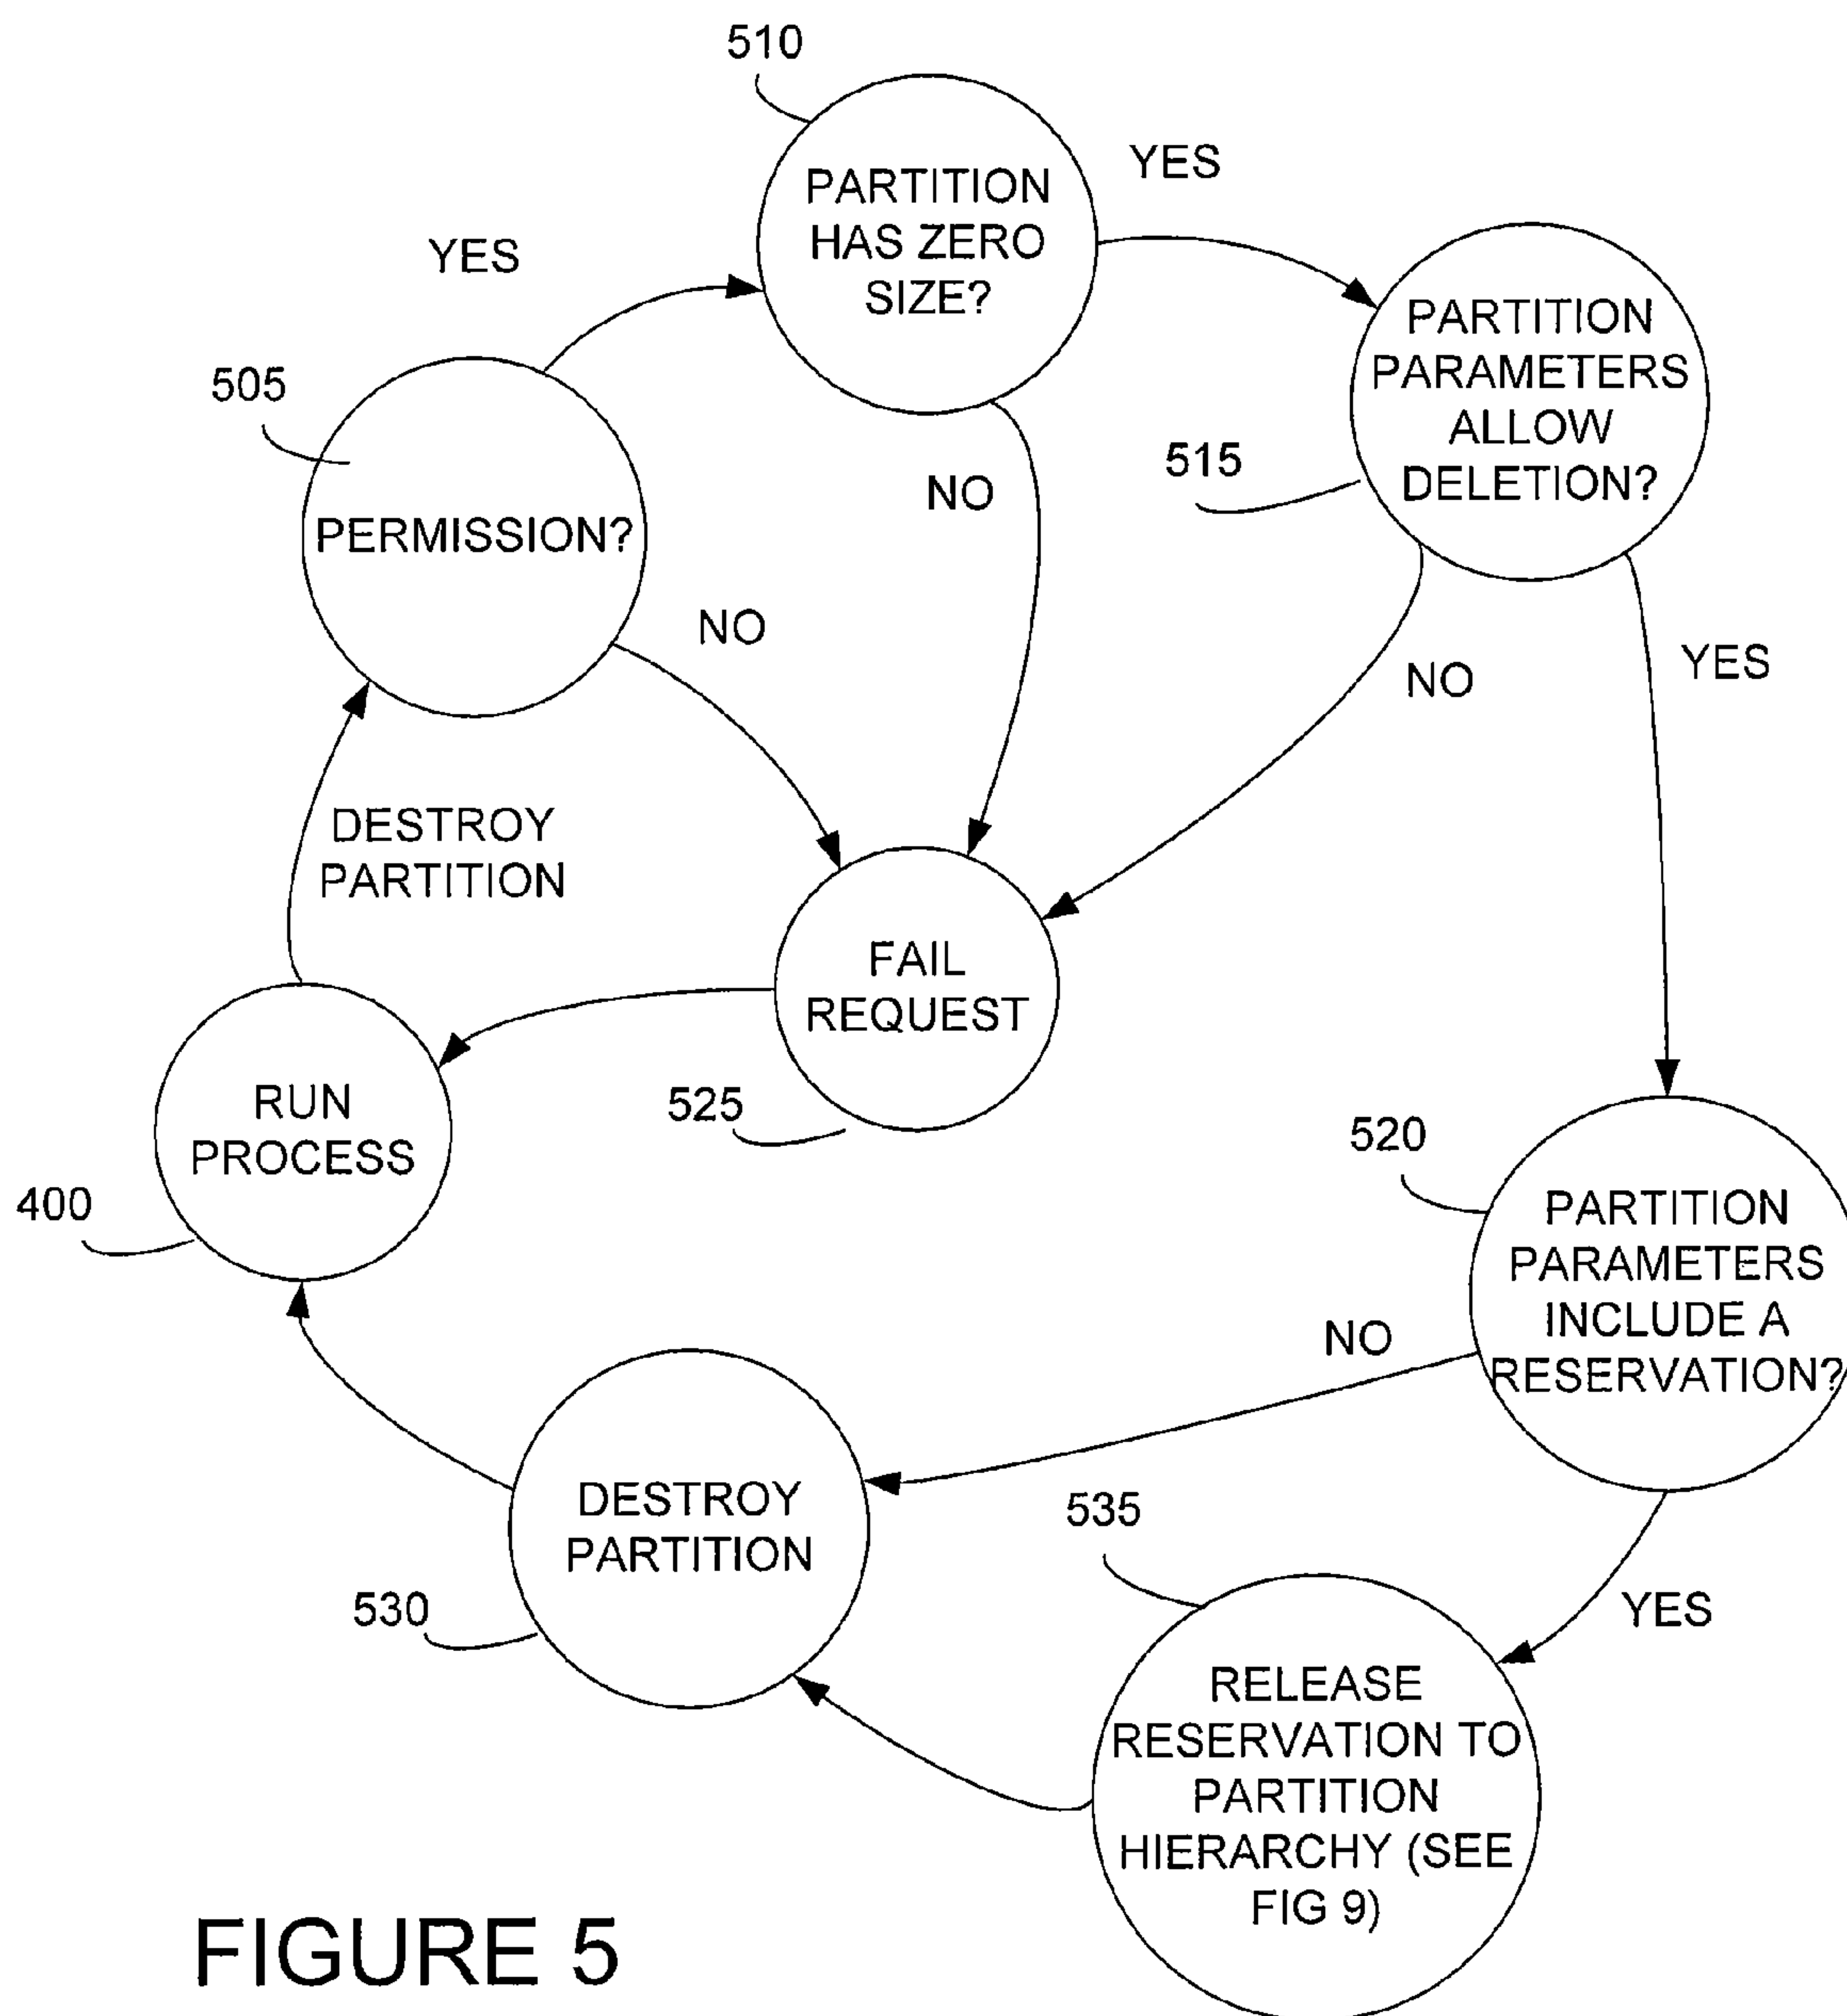 510
PARTITION
HAS ZERO
SIZE?
YES
YES
PARTITION
PARAMETERS
ALLOW
DELETION?
505
515
NO
PERMISSION?
NO
NO
YES
DESTROY
PARTITION
FAIL
REQUEST
525
RUN
PROCESS
400
520
PARTITION
PARAMETERS
INCLUDE A
RESERVATION?
NO
DESTROY
PARTITION
530
535
YES
RELEASE
RESERVATION TO
PARTITION
HIERARCHY (SEE
FIG 9)
FIGURE 5